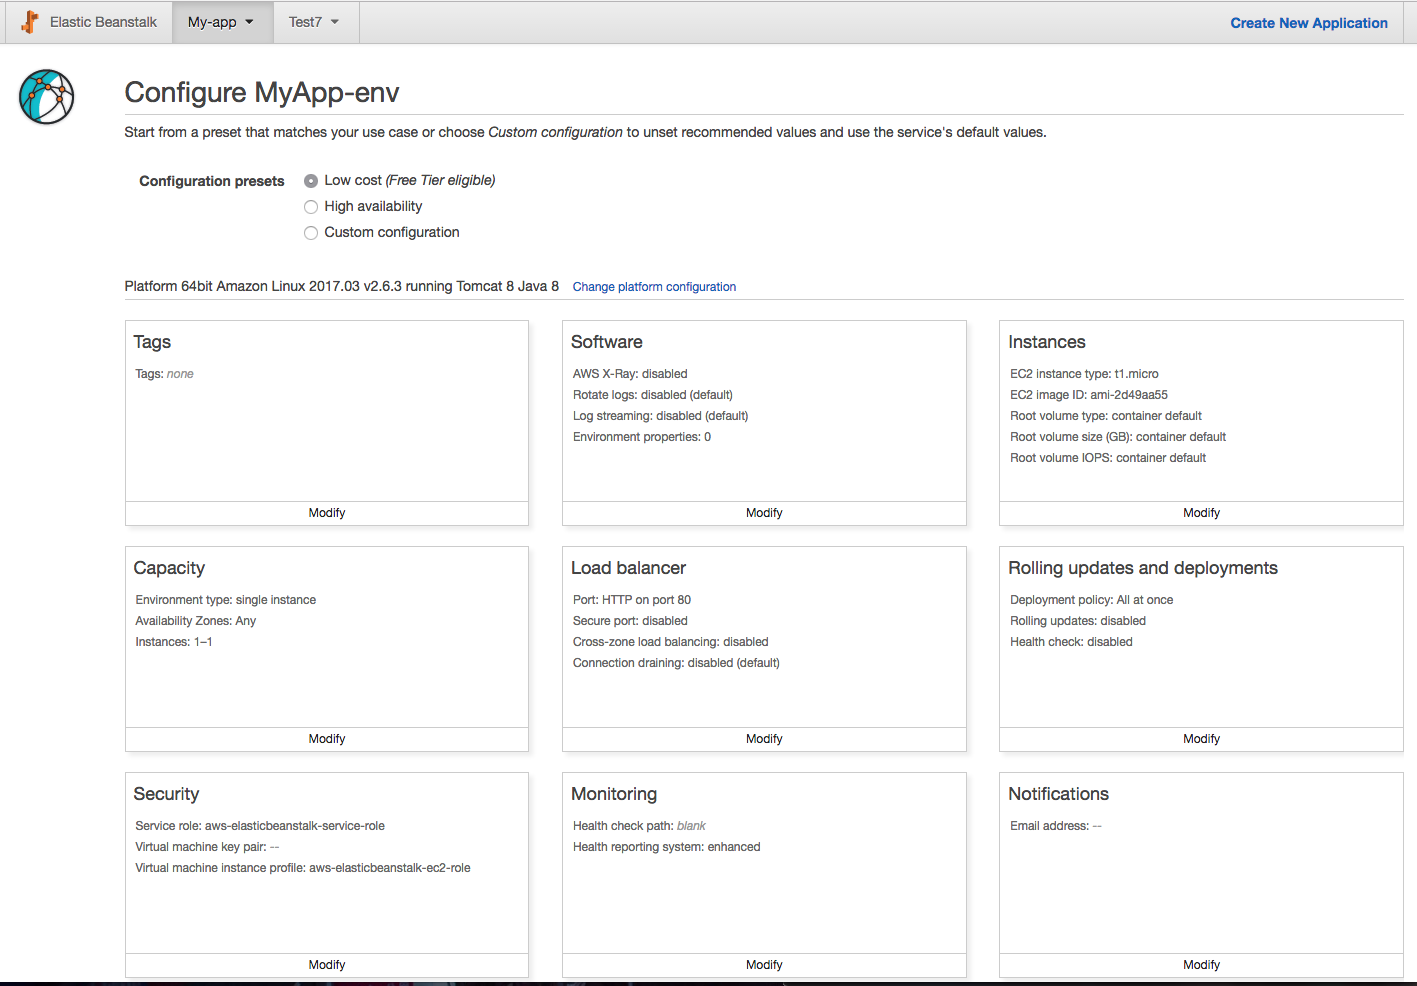 Elastic Beanstalk My-app Test7 Create New Application
Configure MyApp-env
Start from a preset that matches your use case or choose Custom configuration to unset recommended values and use the service's default values.
Configuration presets Low cost (Free Tier eligible)
High availability
Custom configuration
Platform 64bit Amazon Linux 2017.03 v2.6.3 running Tomcat 8 Java 8 Change platform configuration
Tags
Tags: none
Modify
Software
AWS X-Ray: disabled
Rotate logs: disabled (default)
Log streaming: disabled (default)
Environment properties: 0
Modify
Instances
EC2 instance type: t1.micro
EC2 image ID: ami-2d49aa55
Root volume type: container default
Root volume size (GB): container default
Root volume IOPS: container default
Modify
Capacity
Environment type: single instance
Availability Zones: Any
Instances: 1–1
Modify
Load balancer
Port: HTTP on port 80
Secure port: disabled
Cross-zone load balancing: disabled
Connection draining: disabled (default)
Modify
Rolling updates and deployments
Deployment policy: All at once
Rolling updates: disabled
Health check: disabled
Modify
Security
Service role: aws-elasticbeanstalk-service-role
Virtual machine key pair: --
Virtual machine instance profile: aws-elasticbeanstalk-ec2-role
Modify
Monitoring
Health check path: blank
Health reporting system: enhanced
Modify
Notifications
Email address: --
Modify